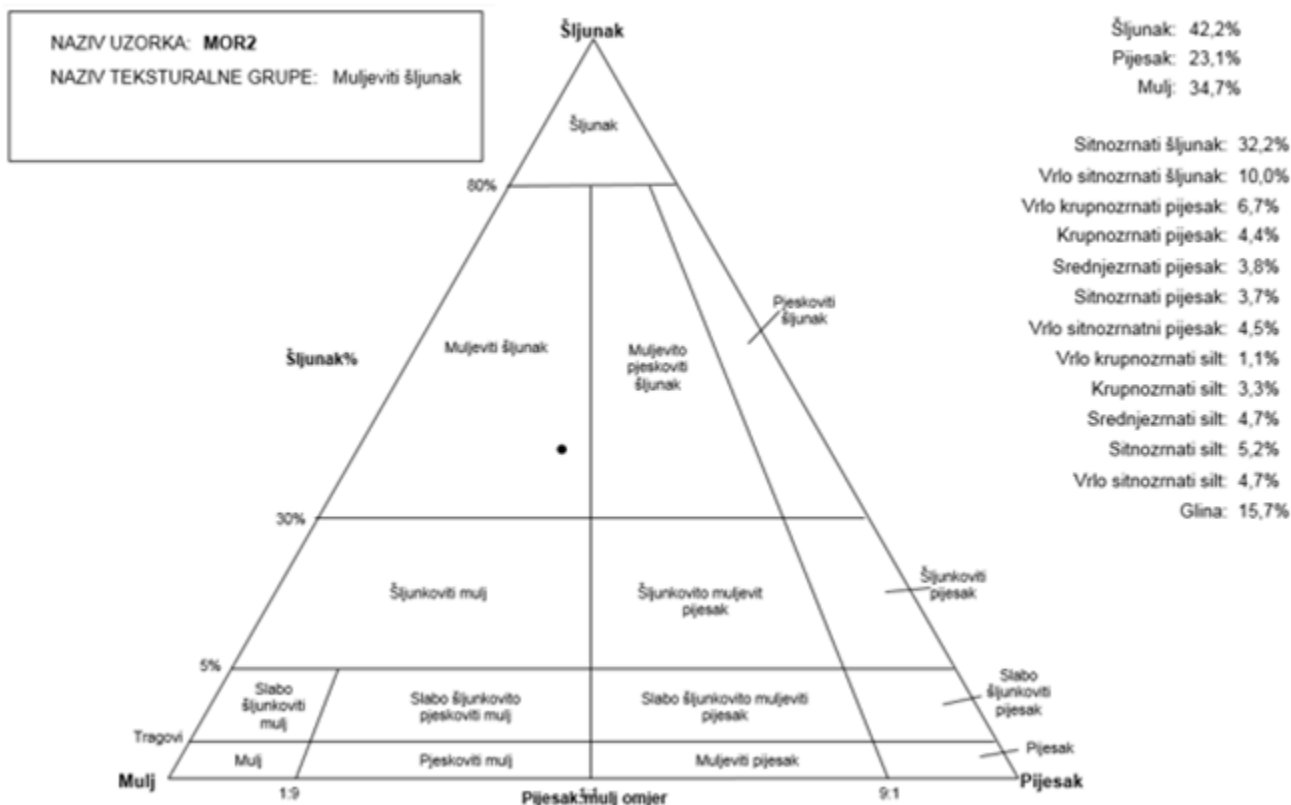 NAZIV UZORKA: MOR2
NAZIV TEKSTURALNE GRUPE: Muljeviti šljunak
Šljunak
Šljunak
80%
Pjeskoviti
šljunak
Muljeviti šljunak
Muljevito
pjeskoviti
šljunak
Šljunak%
30%
Šljunkoviti mulj
Šljunkovito muljevit
pijesak
Šljunkoviti
pijesak
5%
Slabo
šljunkoviti
mulj
Slabo šljunkovito
pjeskoviti mulj
Slabo šljunkovito muljeviti
pijesak
Slabo
šljunkoviti
pijesak
Tragovi
Mulj
Pjeskoviti mulj
Muljeviti pijesak
Pijesak
Mulj
Pijesak
1:9
9:1
Pijesak:mulj omjer
Šljunak: 42,2%
Pijesak: 23,1%
Mulj: 34,7%
Sitnozrnati šljunak: 32,2%
Vrlo sitnozrnati šljunak: 10,0%
Vrlo krupnozrnati pijesak: 6,7%
Krupnozrnati pijesak: 4,4%
Srednjezrnati pijesak: 3,8%
Sitnozrnati pijesak: 3,7%
Vrlo sitnozrnatni pijesak: 4,5%
Vrlo krupnozrnati silt: 1,1%
Krupnozrnati silt: 3,3%
Srednjezrnati silt: 4,7%
Sitnozrnati silt: 5,2%
Vrlo sitnozrnati silt: 4,7%
Glina: 15,7%